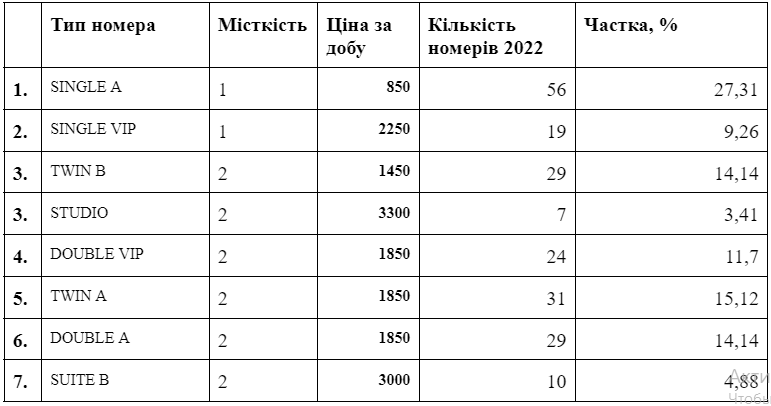 Тип номера Місткість Ціна за Кількість Частка, %
добу номерів 2022
1. SINGLE A 1 850 56 27,31
2. SINGLE VIP 1 2250 19 9,26
3. TWIN B 2 1450 29 14,14
3. STUDIO 2 3300 7 3,41
4. DOUBLE VIP 2 1850 24 11,7
5. TWIN A 2 1850 31 15,12
6. DOUBLE A 2 1850 29 14,14
7. SUITE B 2 3000 10 4,88
Акти
Чтобы